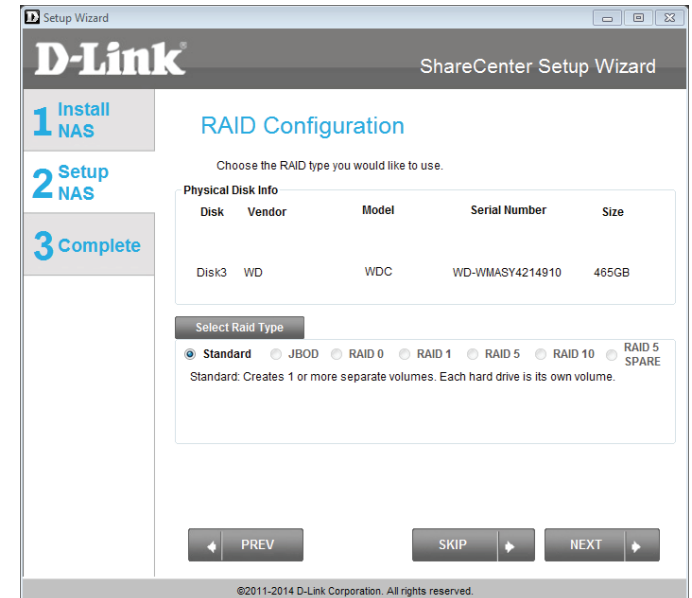 Setup Wizard
D-Link
ShareCenter Setup Wizard
1 Install NAS
2 Setup NAS
3 Complete
RAID Configuration
Choose the RAID type you would like to use.
Physical Disk Info
Disk Vendor Model Serial Number Size
Disk3 WD WDC WD-WMASY4214910 465GB
Select Raid Type
Standard JBOD RAID 0 RAID 1 RAID 5 RAID 10 RAID 5 SPARE
Standard: Creates 1 or more separate volumes. Each hard drive is its own volume.
PREV SKIP NEXT
©2011-2014 D-Link Corporation. All rights reserved.